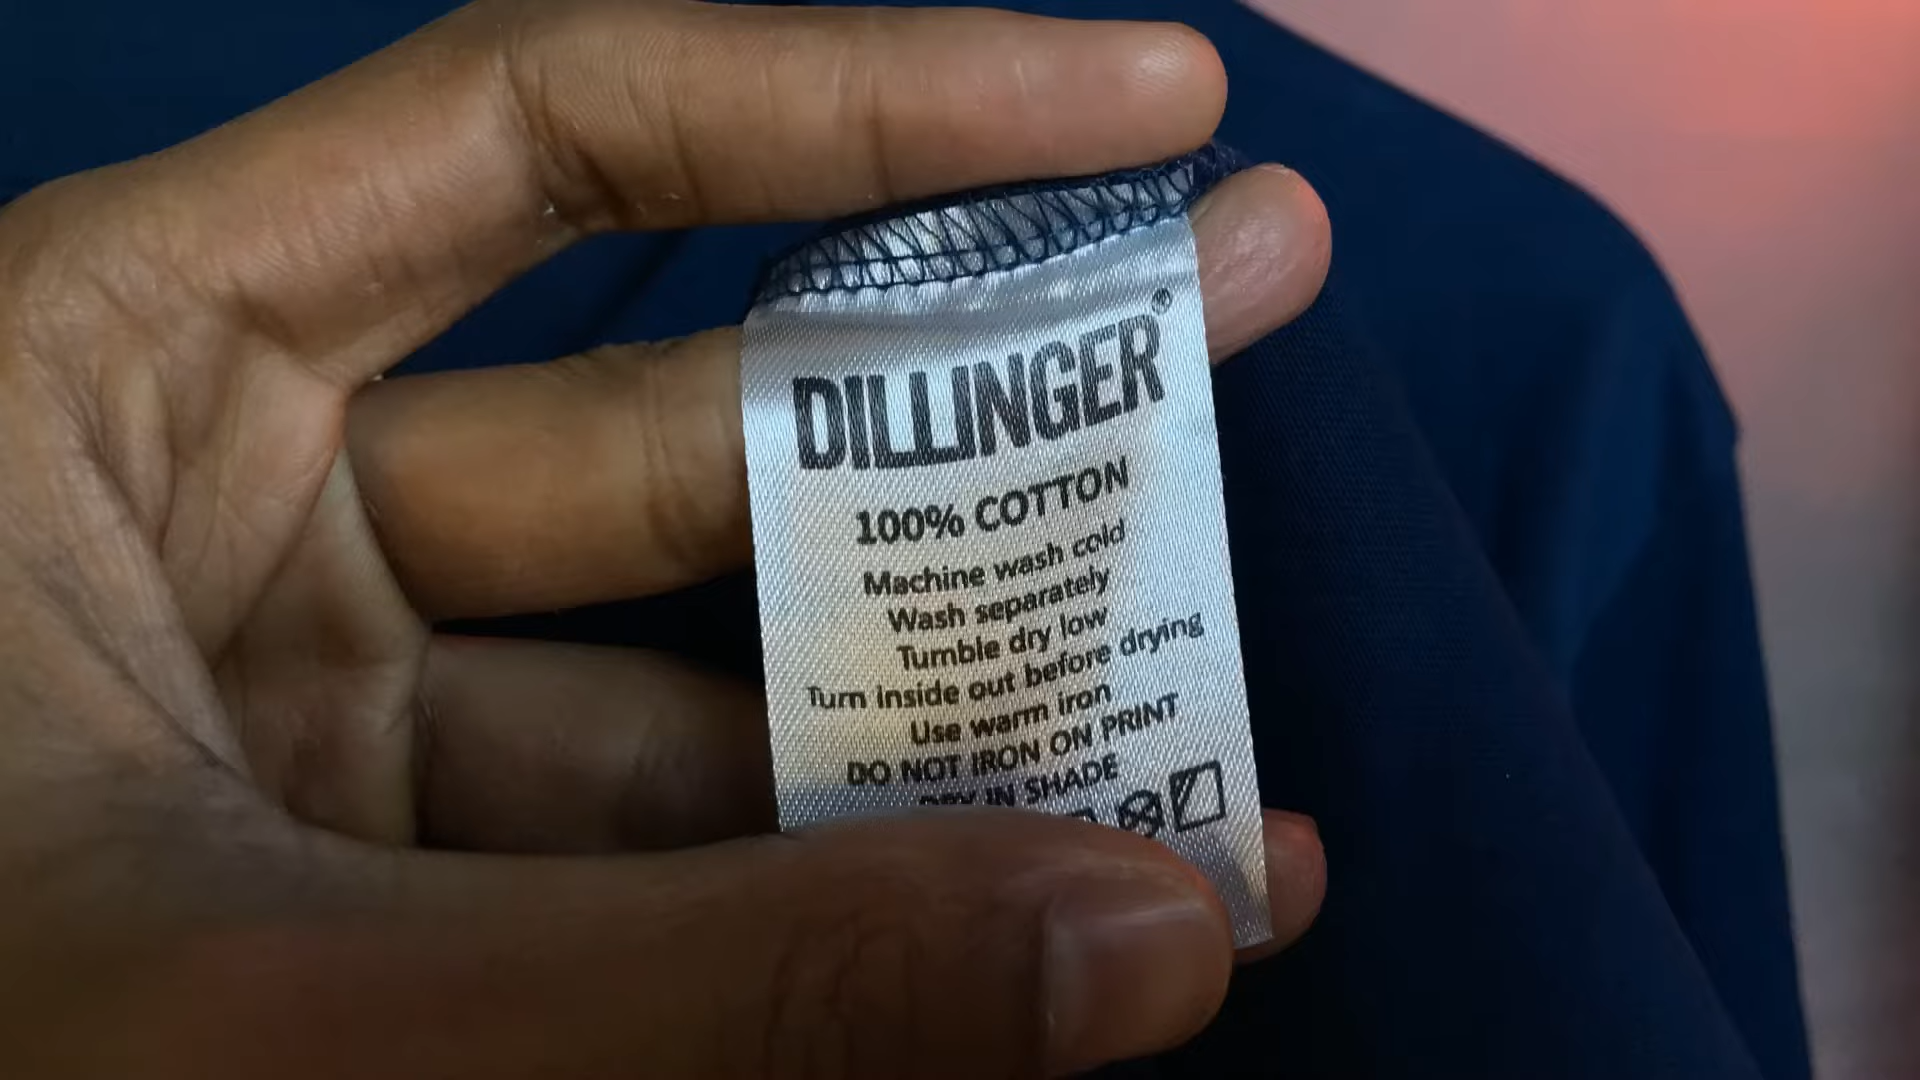 DILLINGER®
100% COTTON
Machine wash cold
Wash separately
Tumble dry low
Turn inside out before drying
Use warm iron
DO NOT IRON ON PRINT
DRY IN SHADE